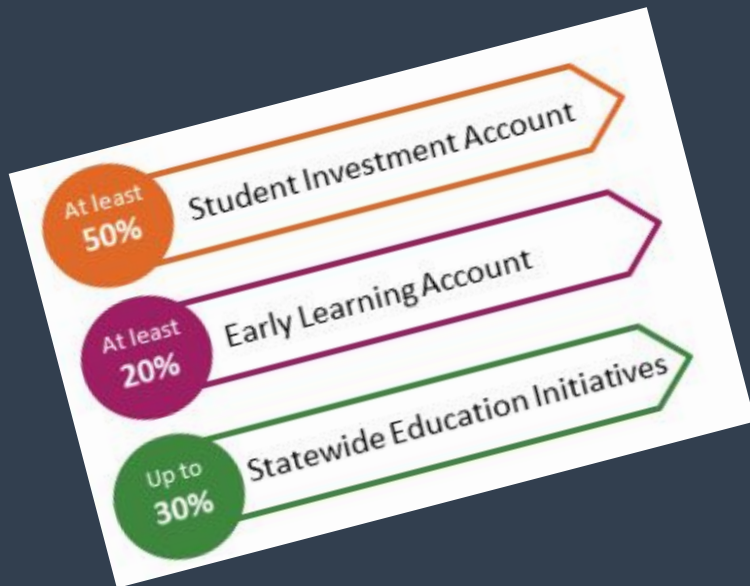 At least
50%
Student Investment Account
At least
20%
Early Learning Account
Up to
30%
Statewide Education Initiatives